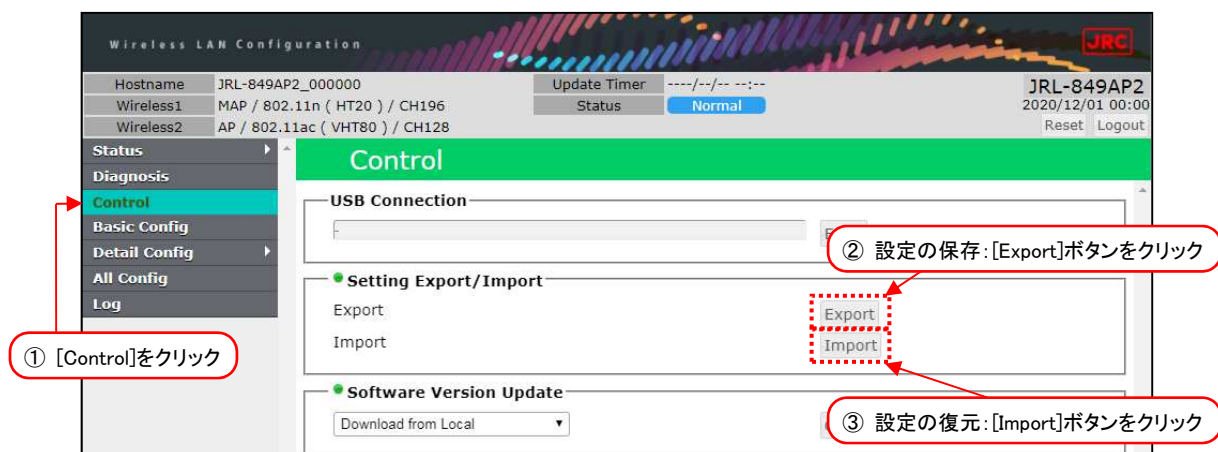 Wireless LAN Configuration
JRC
Hostname JRL-849AP2_000000 Update Timer ----/--/-- --:--
JRL-849AP2
Wireless1 MAP / 802.11n ( HT20 ) / CH196 Status Normal
2020/12/01 00:00
Wireless2 AP / 802.11ac ( VHT80 ) / CH128
Reset Logout
Status
Diagnosis
Control
Basic Config
Detail Config
All Config
Log
① [Control]をクリック
Control
USB Connection
-
② 設定の保存：[Export]ボタンをクリック
Setting Export/Import
Export Export
Import Import
Software Version Update
Download from Local
③ 設定の復元：[Import]ボタンをクリック